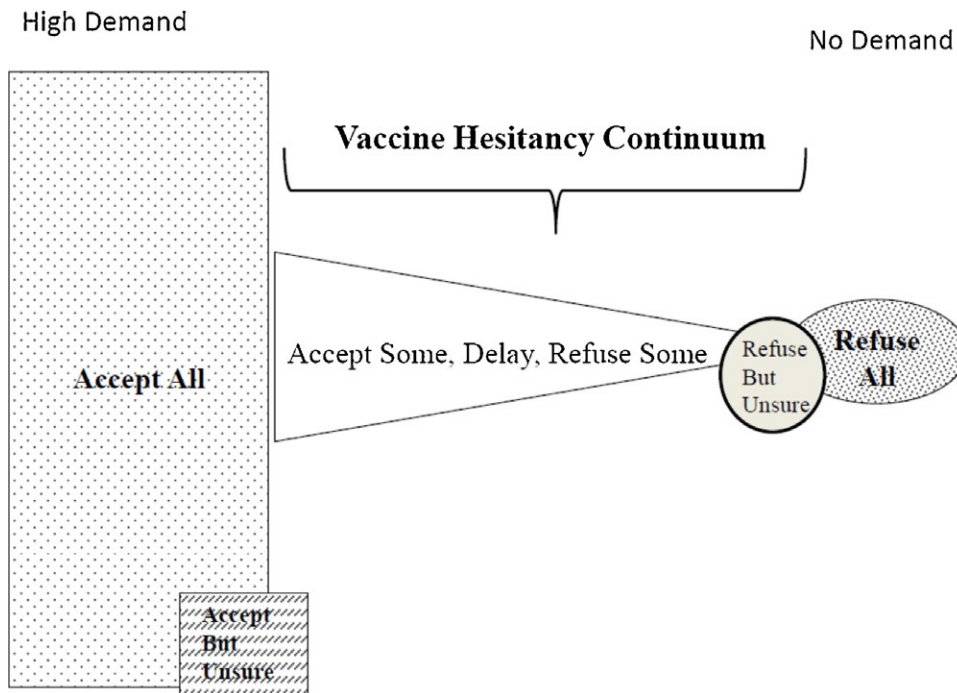 High Demand
No Demand
Vaccine Hesitancy Continuum
Accept All
Accept Some, Delay, Refuse Some
Refuse
But
Unsure
Refuse
All
Accept
But
Unsure